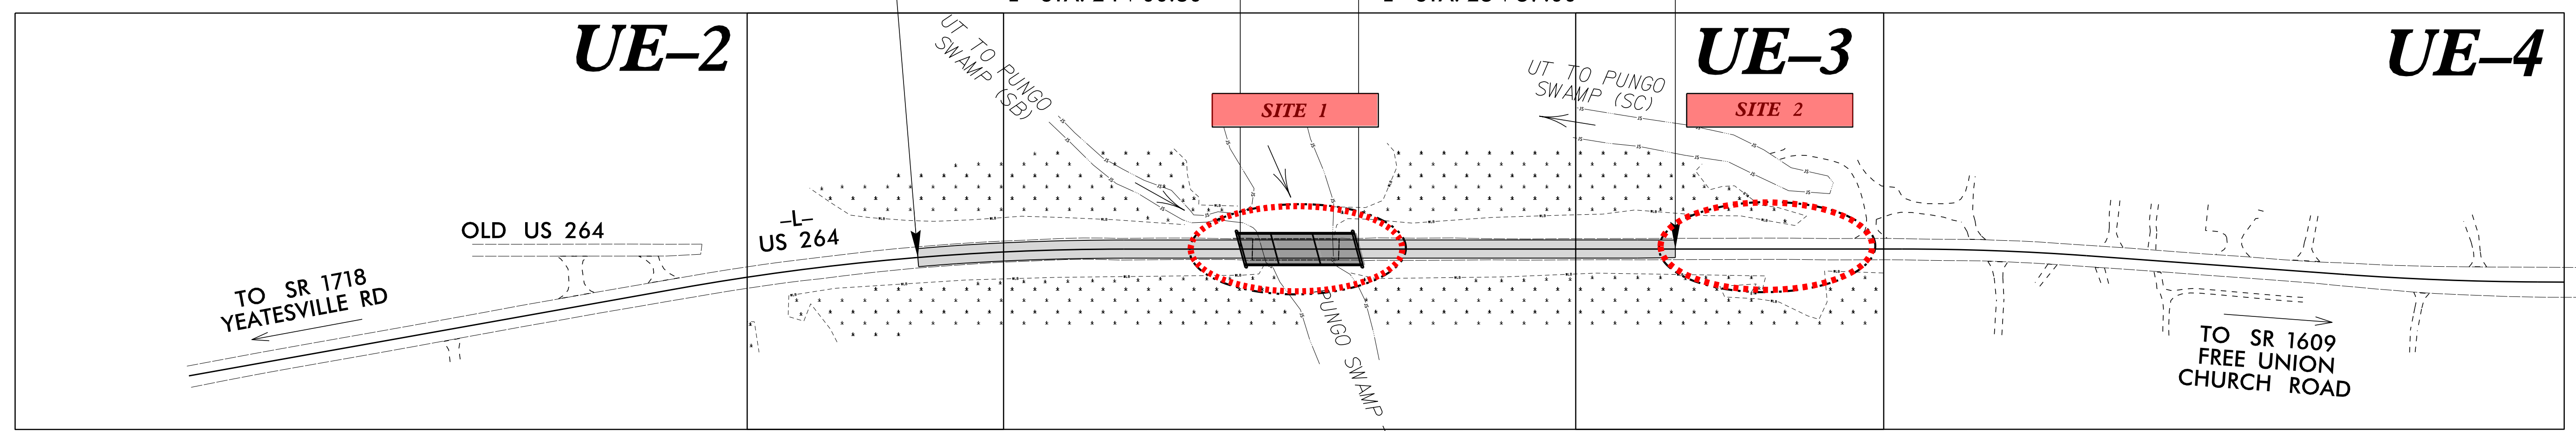 UE–2
UE–3
UE–4
UT TO PUNGO
SWAMP (SB)
UT TO PUNGO
SWAMP (SC)
SITE 1
SITE 2
OLD US 264
–L–
US 264
TO SR 1718
YEATESVILLE RD
PUNGO SWAMP
TO SR 1609
FREE UNION
CHURCH ROAD